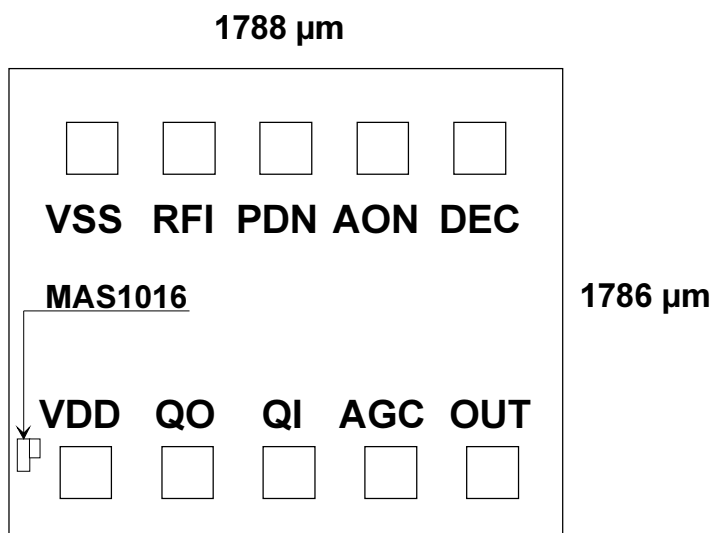 1788 µm
VSS RFI PDN AON DEC
MAS1016
1786 µm
VDD QO QI AGC OUT